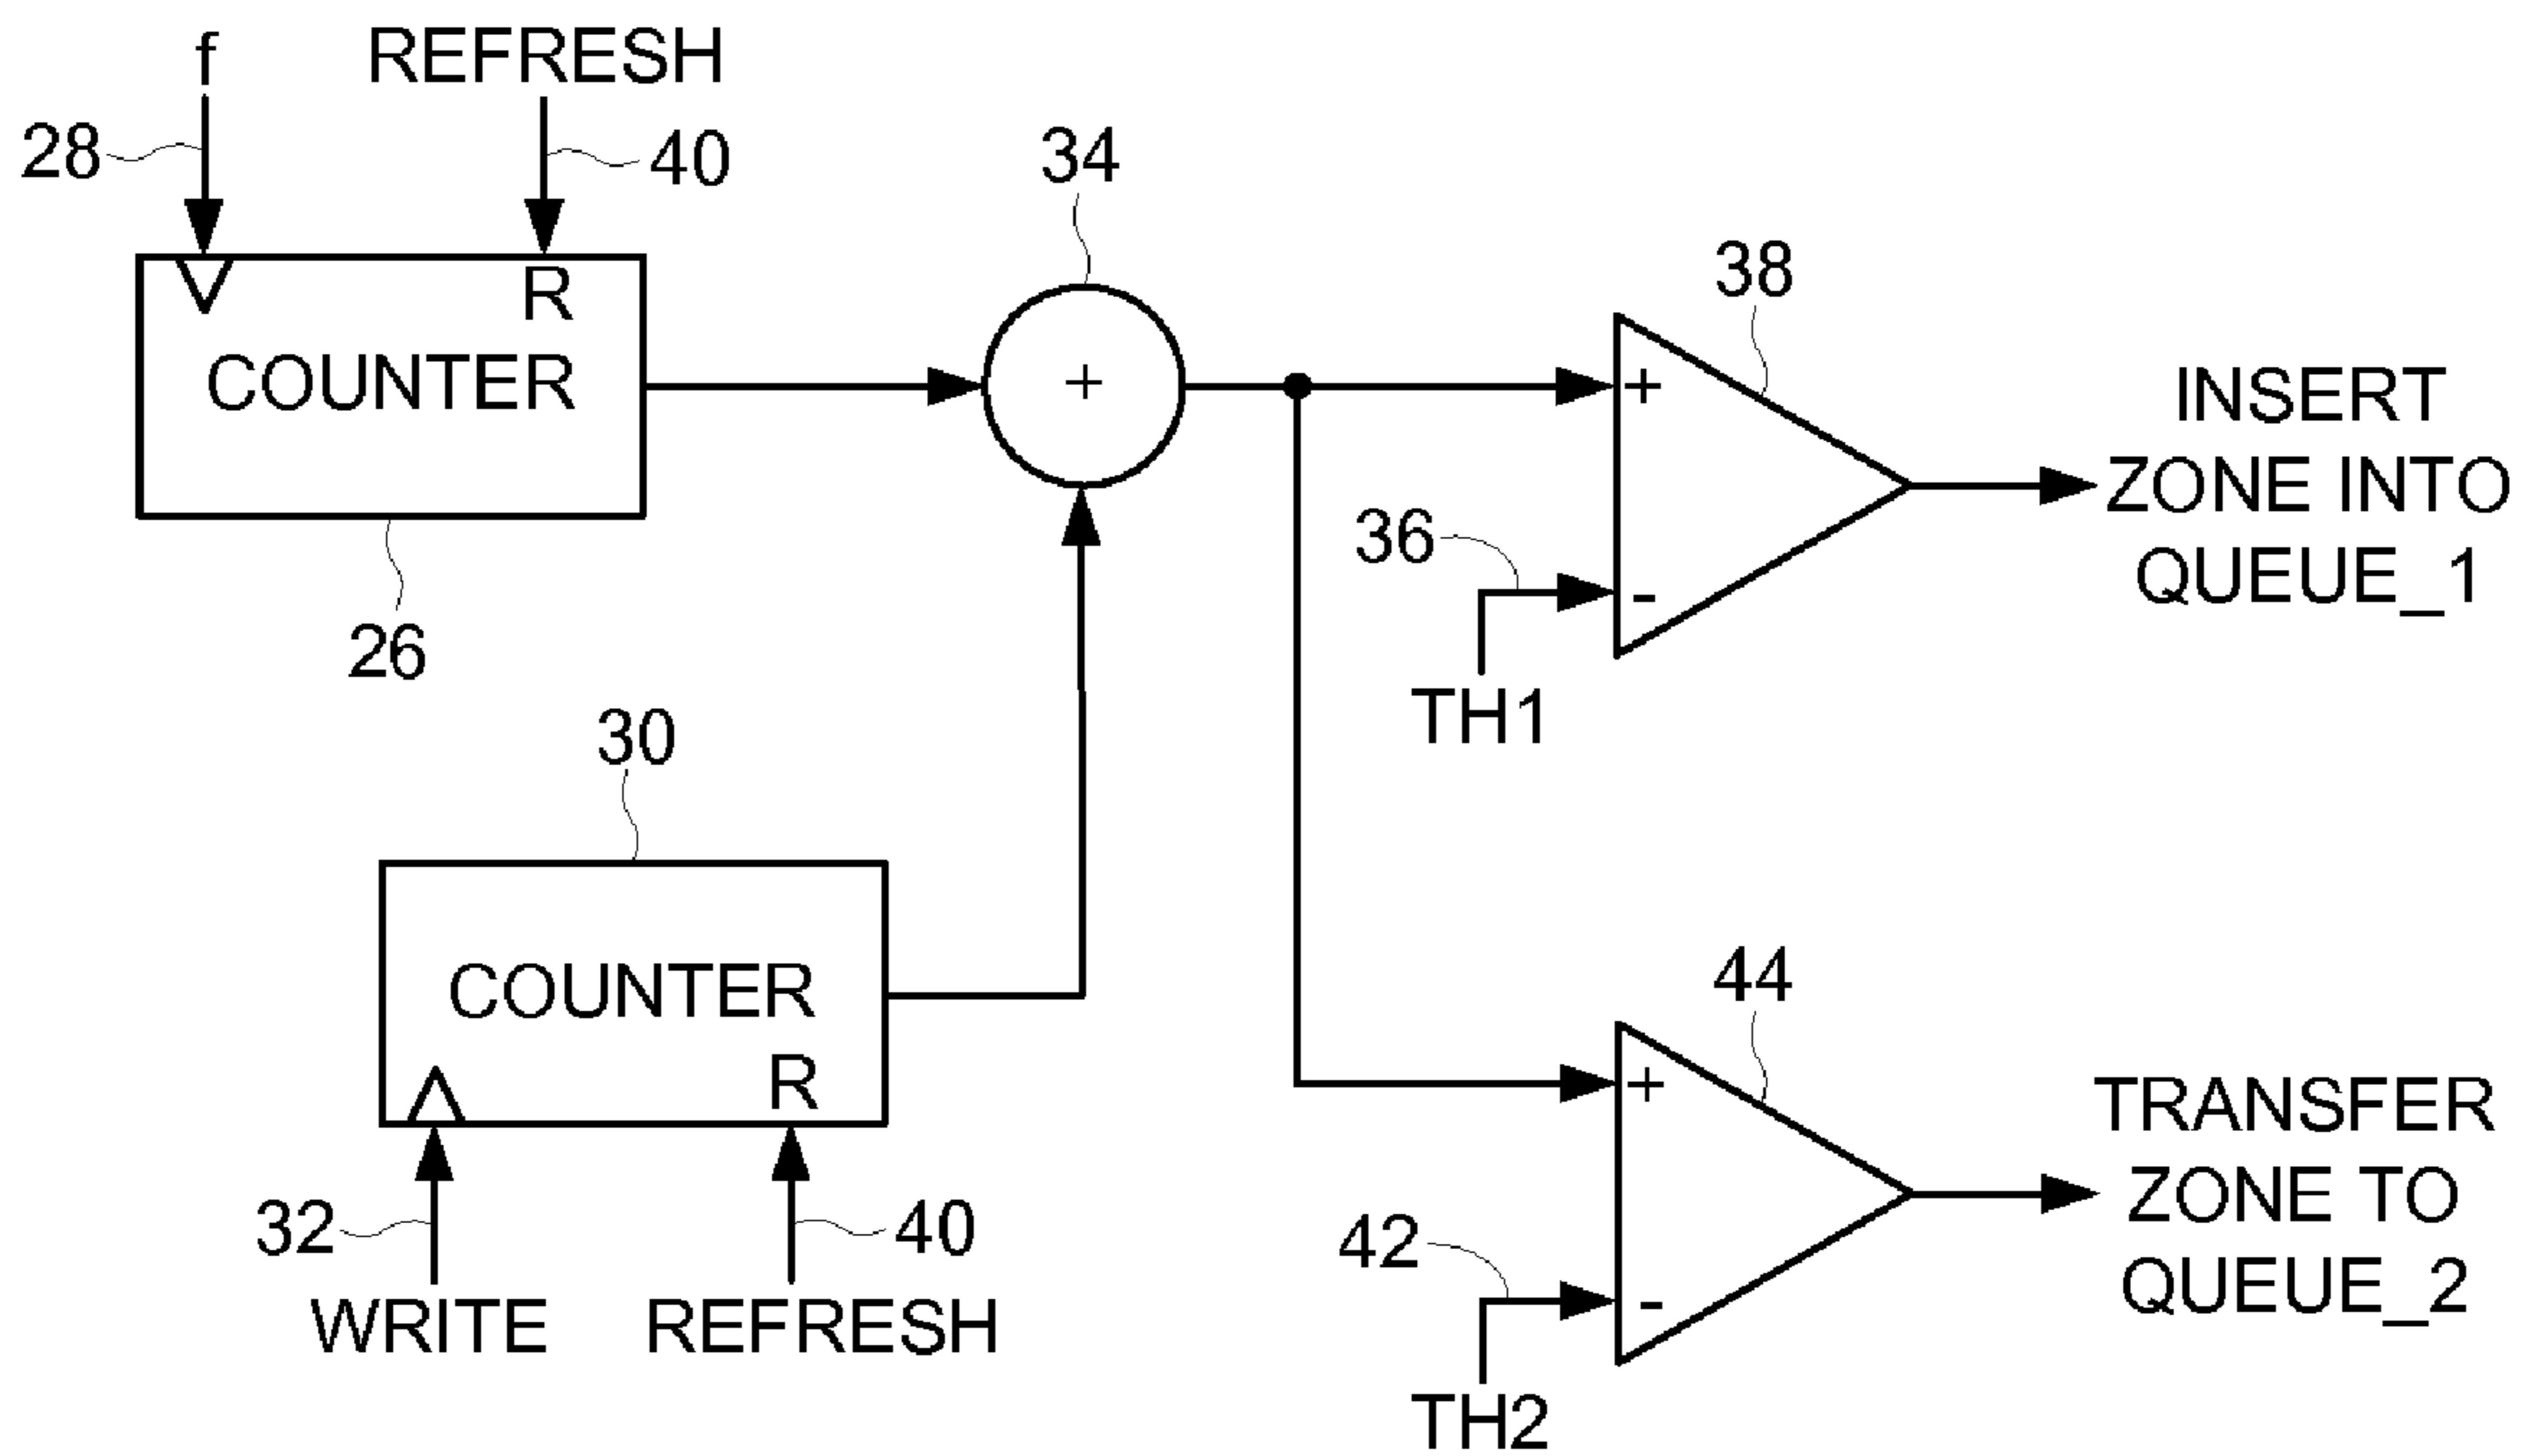 f
REFRESH
28
40
34
R
COUNTER
38
INSERT
ZONE INTO
QUEUE_1
+
+
36
-
26
TH1
30
COUNTER
R
44
+
TRANSFER
ZONE TO
QUEUE_2
32
40
42
-
WRITE
REFRESH
TH2